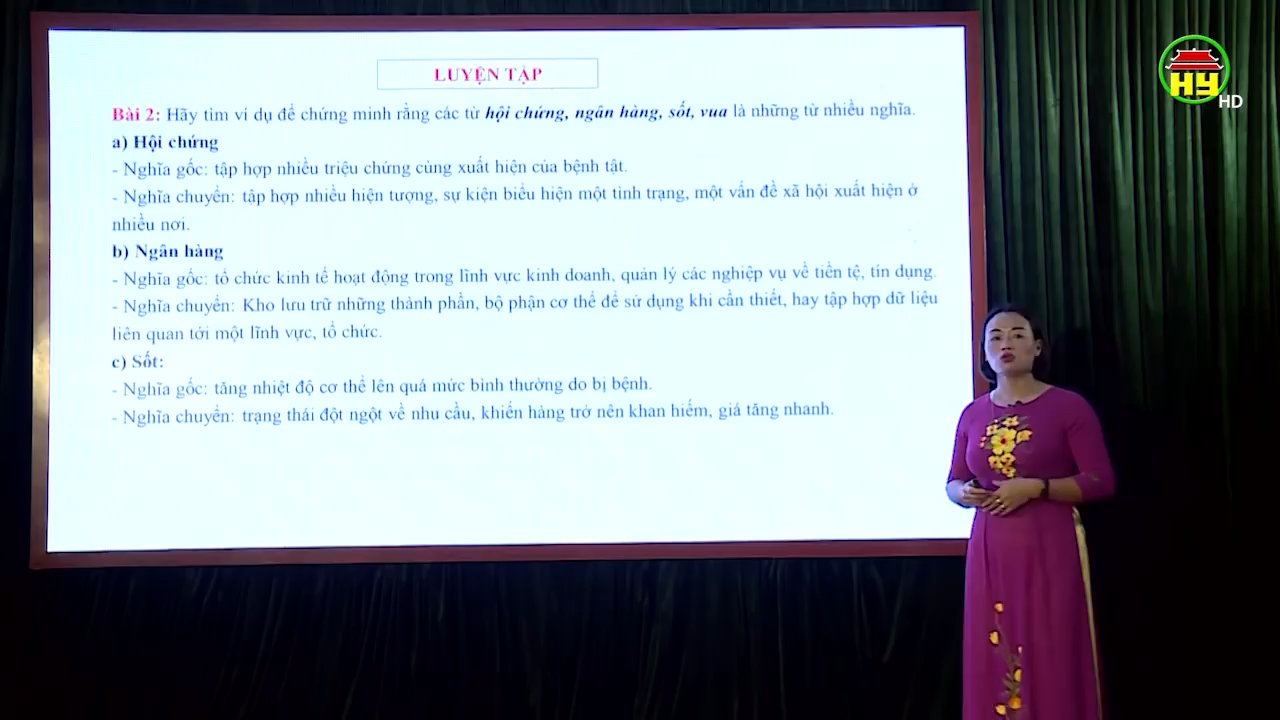 LUYỆN TẬP
Bài 2: Hãy tìm ví dụ để chứng minh rằng các từ hội chứng, ngân hàng, sốt, vua là những từ nhiều nghĩa.
a) Hội chứng
- Nghĩa gốc: tập hợp nhiều triệu chứng cùng xuất hiện của bệnh tật.
- Nghĩa chuyển: tập hợp nhiều hiện tượng, sự kiện biểu hiện một tình trạng, một vấn đề xã hội xuất hiện ở
nhiều nơi.
b) Ngân hàng
- Nghĩa gốc: tổ chức kinh tế hoạt động trong lĩnh vực kinh doanh, quản lý các nghiệp vụ về tiền tệ, tín dụng.
- Nghĩa chuyển: Kho lưu trữ những thành phần, bộ phận cơ thể để sử dụng khi cần thiết, hay tập hợp dữ liệu
liên quan tới một lĩnh vực, tổ chức.
c) Sốt:
- Nghĩa gốc: tăng nhiệt độ cơ thể lên quá mức bình thường do bị bệnh.
- Nghĩa chuyển: trạng thái đột ngột về nhu cầu, khiến hàng trở nên khan hiếm, giá tăng nhanh.
HY
HD